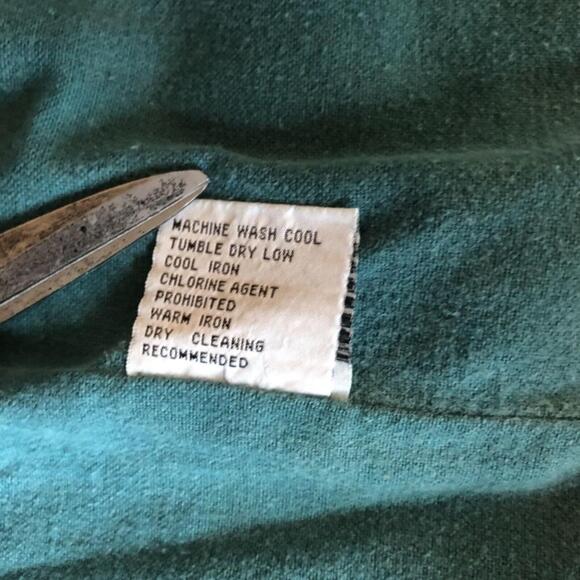 MACHINE WASH COOL
TUMBLE DRY LOW
COOL IRON
CHLORINE AGENT
PROHIBITED
WARM IRON
DRY CLEANING
RECOMMENDED